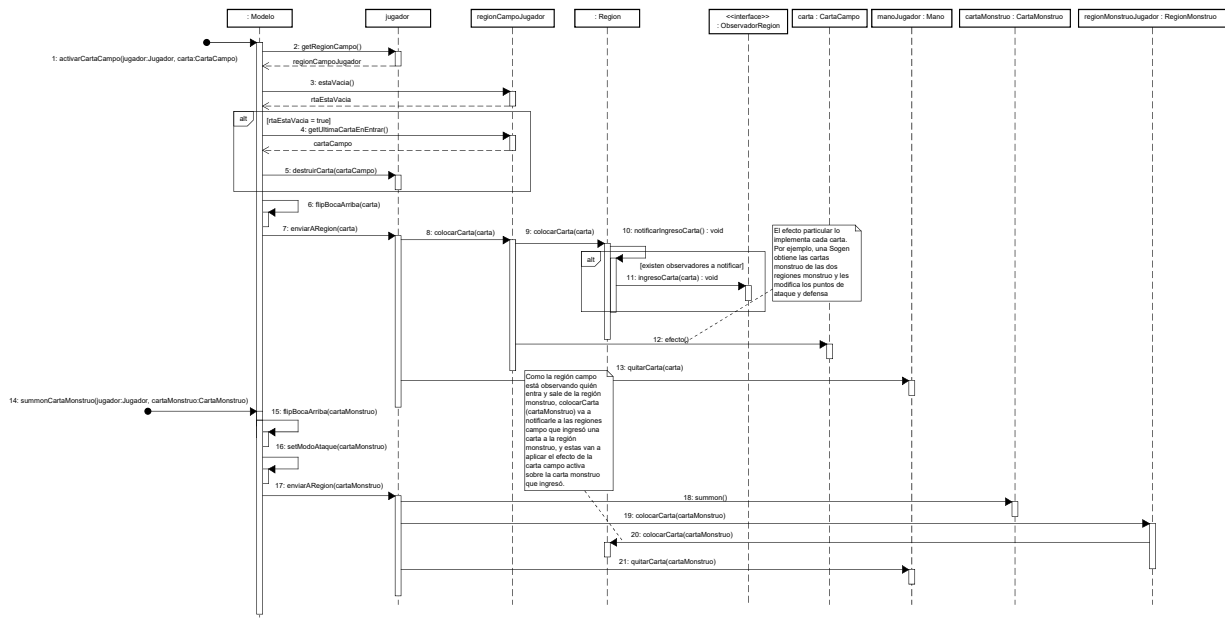 : Modelo
jugador
regionCampoJugador
: Region
<<interface>>
: ObservadorRegion
carta : CartaCampo
manoJugador : Mano
cartaMonstruo : CartaMonstruo
regionMonstruoJugador : RegionMonstruo
1: activarCartaCampo(jugador:Jugador, carta:CartaCampo)
2: getRegionCampo()
regionCampoJugador
3: estaVacia()
rtaEstaVacia
alt
[rtaEstaVacia = true]
4: getUltimaCartaEnEntrar()
cartaCampo
5: destruirCarta(cartaCampo)
6: flipBocaArriba(carta)
7: enviarARegion(carta)
8: colocarCarta(carta)
9: colocarCarta(carta)
10: notificarIngresoCarta() : void
alt
[existen observadores a notificar]
11: ingresoCarta(carta) : void
El efecto particular lo
implementa cada carta.
Por ejemplo, una Sogen
obtiene las cartas
monstruo de las dos
regiones monstruo y les
modifica los puntos de
ataque y defensa
12: efecto()
13: quitarCarta(carta)
Como la región campo
está observando quién
entra y sale de la región
monstruo, colocarCarta
(cartaMonstruo) va a
notificarle a las regiones
campo que ingresó una
carta a la región
monstruo, y estas van a
aplicar el efecto de la
carta campo activa
sobre la carta monstruo
que ingresó.
14: summonCartaMonstruo(jugador:Jugador, cartaMonstruo:CartaMonstruo)
15: flipBocaArriba(cartaMonstruo)
16: setModoAtaque(cartaMonstruo)
17: enviarARegion(cartaMonstruo)
18: summon()
19: colocarCarta(cartaMonstruo)
20: colocarCarta(cartaMonstruo)
21: quitarCarta(cartaMonstruo)